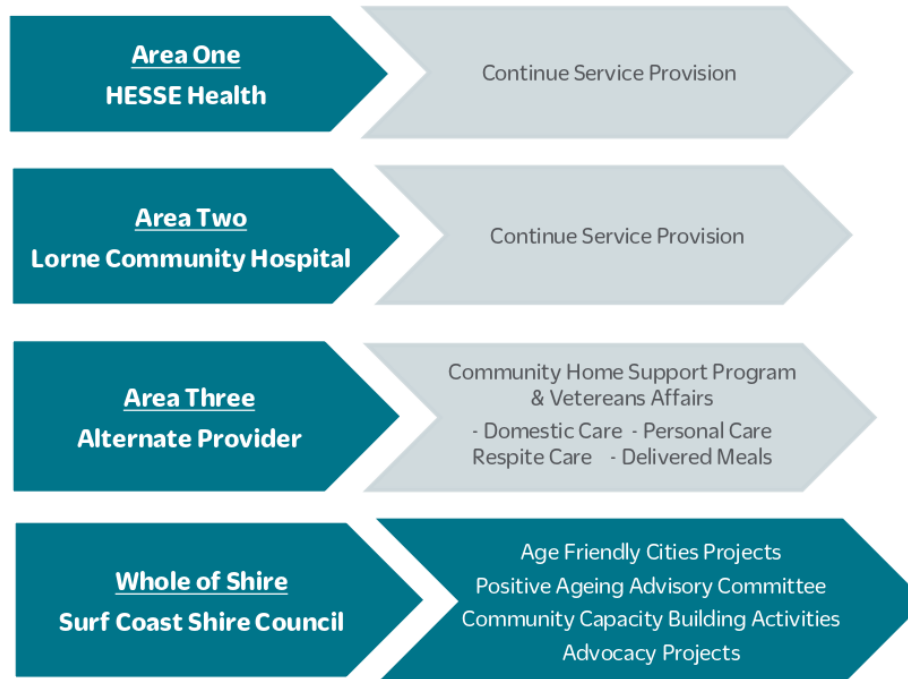 Area One
HESSE Health
Continue Service Provision
Area Two
Lorne Community Hospital
Continue Service Provision
Area Three
Alternate Provider
Community Home Support Program
& Vetereans Affairs
- Domestic Care - Personal Care
Respite Care - Delivered Meals
Whole of Shire
Surf Coast Shire Council
Age Friendly Cities Projects
Positive Ageing Advisory Committee
Community Capacity Building Activities
Advocacy Projects